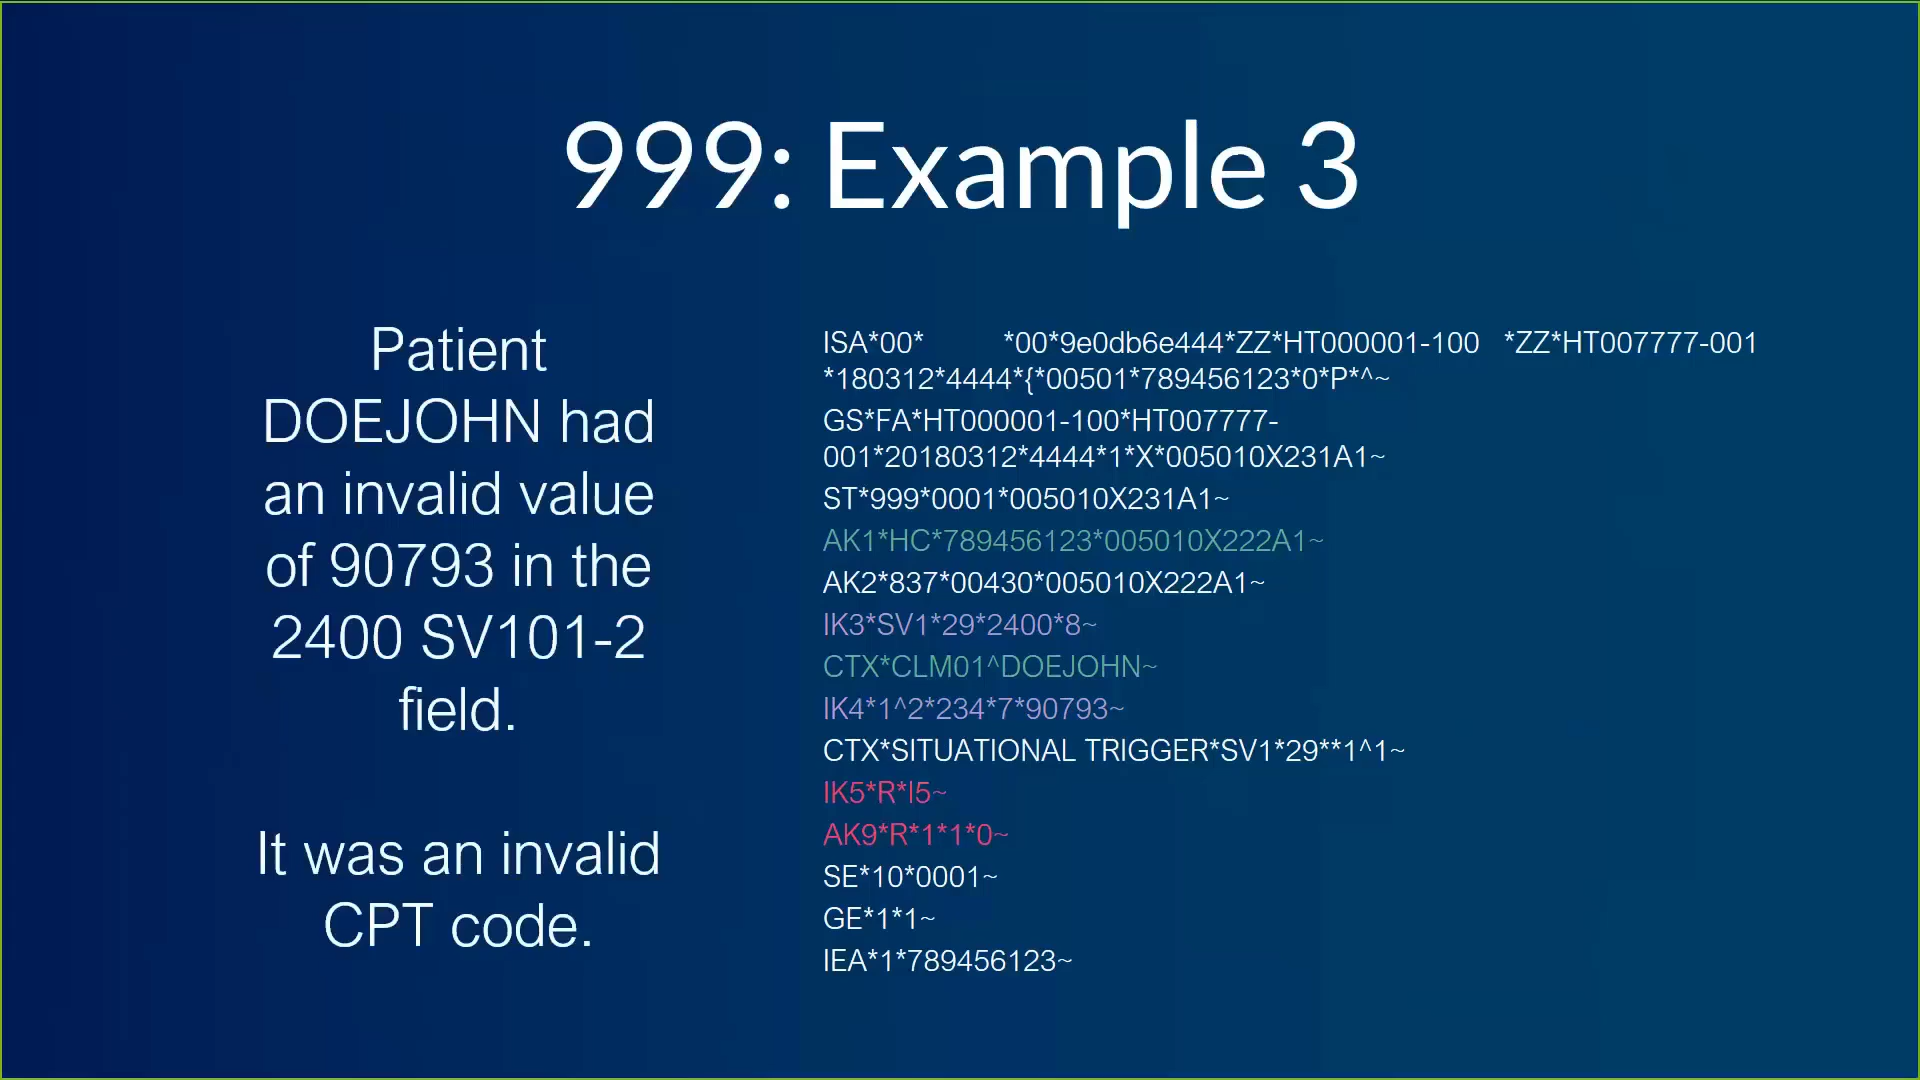 999: Example 3
Patient
DOEJOHN had
an invalid value
of 90793 in the
2400 SV101-2
field.
It was an invalid
CPT code.
ISA*00*          *00*9e0db6e444*ZZ*HT000001-100   *ZZ*HT007777-001
*180312*4444*{*00501*789456123*0*P*^~
GS*FA*HT000001-100*HT007777-
001*20180312*4444*1*X*005010X231A1~
ST*999*0001*005010X231A1~
AK1*HC*789456123*005010X222A1~
AK2*837*00430*005010X222A1~
IK3*SV1*29*2400*8~
CTX*CLM01^DOEJOHN~
IK4*1^2*234*7*90793~
CTX*SITUATIONAL TRIGGER*SV1*29**1^1~
IK5*R*I5~
AK9*R*1*1*0~
SE*10*0001~
GE*1*1~
IEA*1*789456123~